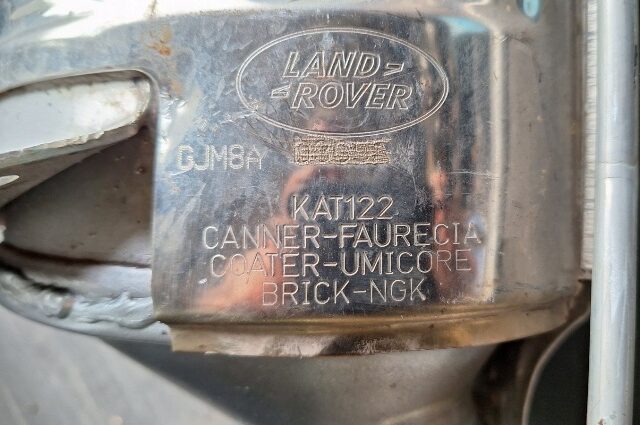 LAND
ROVER
GJM8A
KAT122
CANNER-FAURECIA
COATER-UMICORE
BRICK-NGK